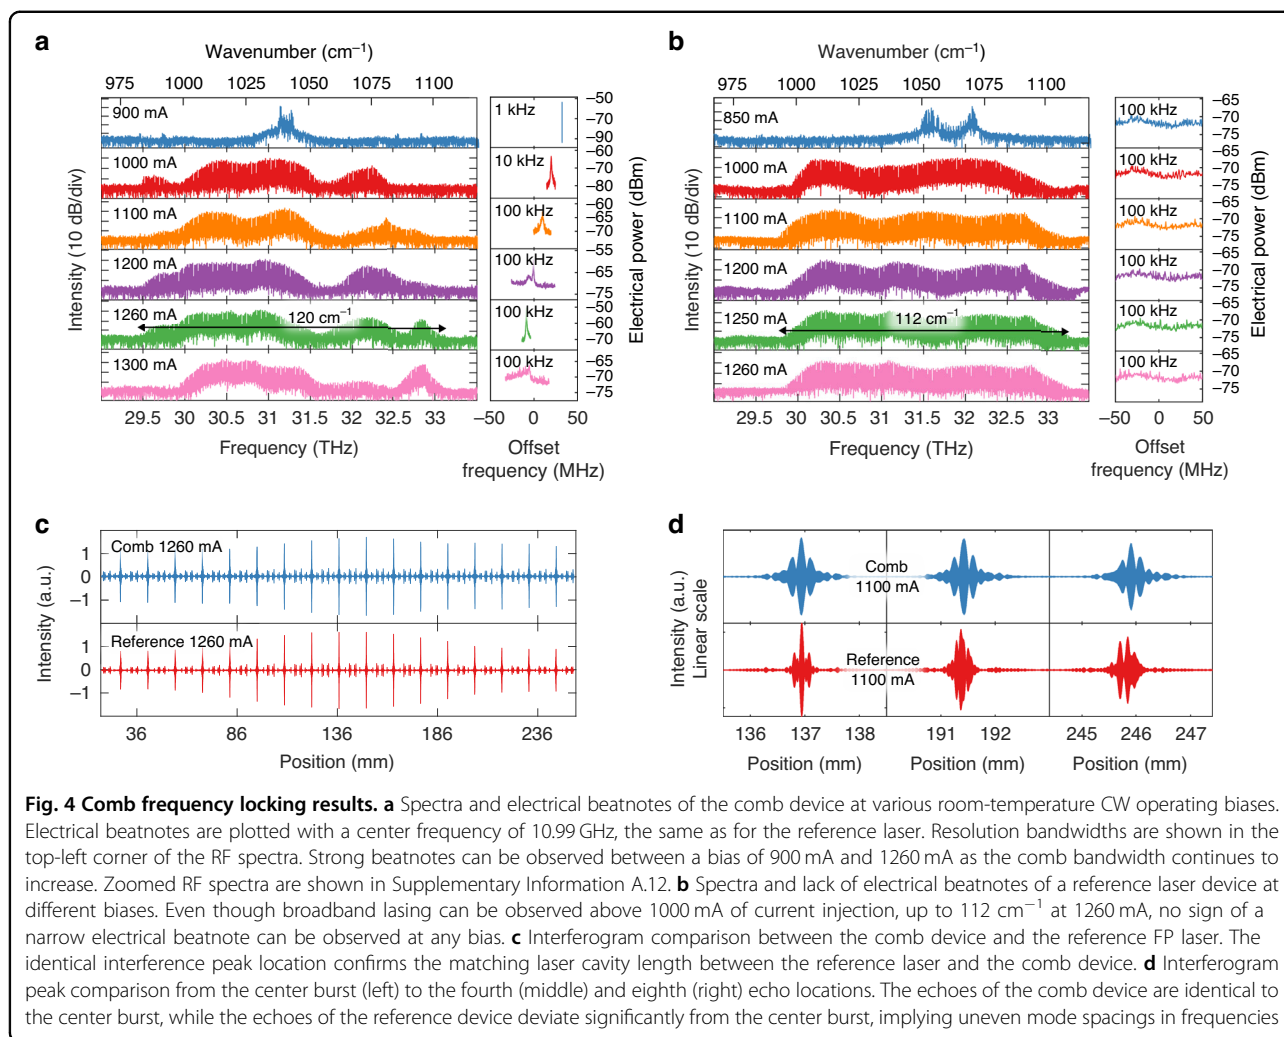 a
Wavenumber (cm⁻¹)
975 1000 1025 1050 1075 1100
900 mA
1000 mA
1100 mA
1200 mA
1260 mA
120 cm⁻¹
1300 mA
Intensity (10 dB/div)
29.5 30 30.5 31 31.5 32 32.5 33
Frequency (THz)
1 kHz
10 kHz
100 kHz
100 kHz
100 kHz
100 kHz
−50
−70
−90
−60
−70
−80
−60
−65
−70
−55
−65
−75
−50
−60
−70
−65
−70
−75
Electrical power (dBm)
−50 0 50
Offset
frequency (MHz)
b
Wavenumber (cm⁻¹)
975 1000 1025 1050 1075 1100
850 mA
1000 mA
1100 mA
1200 mA
1250 mA
112 cm⁻¹
1260 mA
Intensity (10 dB/div)
29.5 30 30.5 31 31.5 32 32.5 33
Frequency (THz)
100 kHz
100 kHz
100 kHz
100 kHz
100 kHz
100 kHz
−65
−70
−75
−65
−70
−75
−65
−70
−75
−65
−70
−75
−65
−70
−75
−65
−70
−75
Electrical power (dBm)
−50 0 50
Offset
frequency (MHz)
c
Intensity (a.u.)
1
0
−1
Comb 1260 mA
1
0
−1
Reference 1260 mA
36 86 136 186 236
Position (mm)
d
Intensity (a.u.)
Linear scale
Comb
1100 mA
Reference
1100 mA
136 137 138 191 192 245 246 247
Position (mm) Position (mm) Position (mm)
Fig. 4 Comb frequency locking results. a Spectra and electrical beatnotes of the comb device at various room-temperature CW operating biases.
Electrical beatnotes are plotted with a center frequency of 10.99 GHz, the same as for the reference laser. Resolution bandwidths are shown in the
top-left corner of the RF spectra. Strong beatnotes can be observed between a bias of 900 mA and 1260 mA as the comb bandwidth continues to
increase. Zoomed RF spectra are shown in Supplementary Information A.12. b Spectra and lack of electrical beatnotes of a reference laser device at
different biases. Even though broadband lasing can be observed above 1000 mA of current injection, up to 112 cm⁻¹ at 1260 mA, no sign of a
narrow electrical beatnote can be observed at any bias. c Interferogram comparison between the comb device and the reference FP laser. The
identical interference peak location confirms the matching laser cavity length between the reference laser and the comb device. d Interferogram
peak comparison from the center burst (left) to the fourth (middle) and eighth (right) echo locations. The echoes of the comb device are identical to
the center burst, while the echoes of the reference device deviate significantly from the center burst, implying uneven mode spacings in frequencies